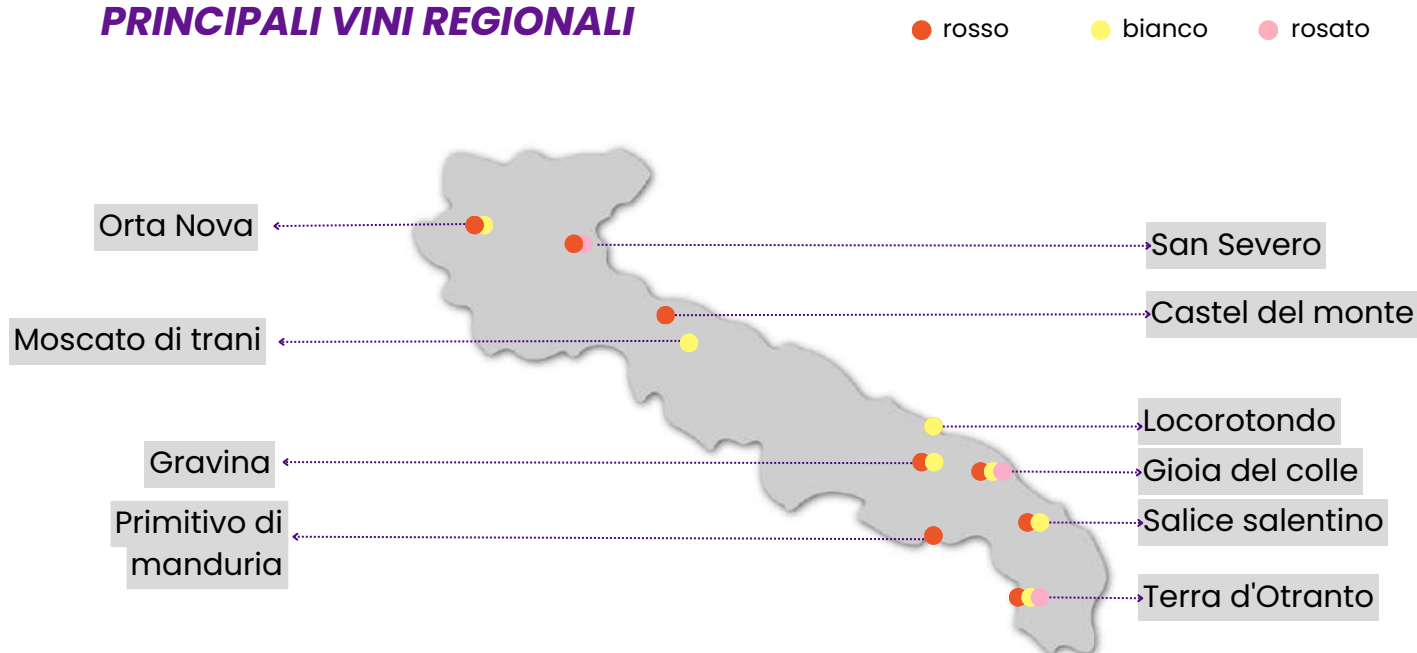 PRINCIPALI VINI REGIONALI
rosso
bianco
rosato
Orta Nova
San Severo
Castel del monte
Moscato di trani
Locorotondo
Gravina
Gioia del colle
Primitivo di
manduria
Salice salentino
Terra d'Otranto